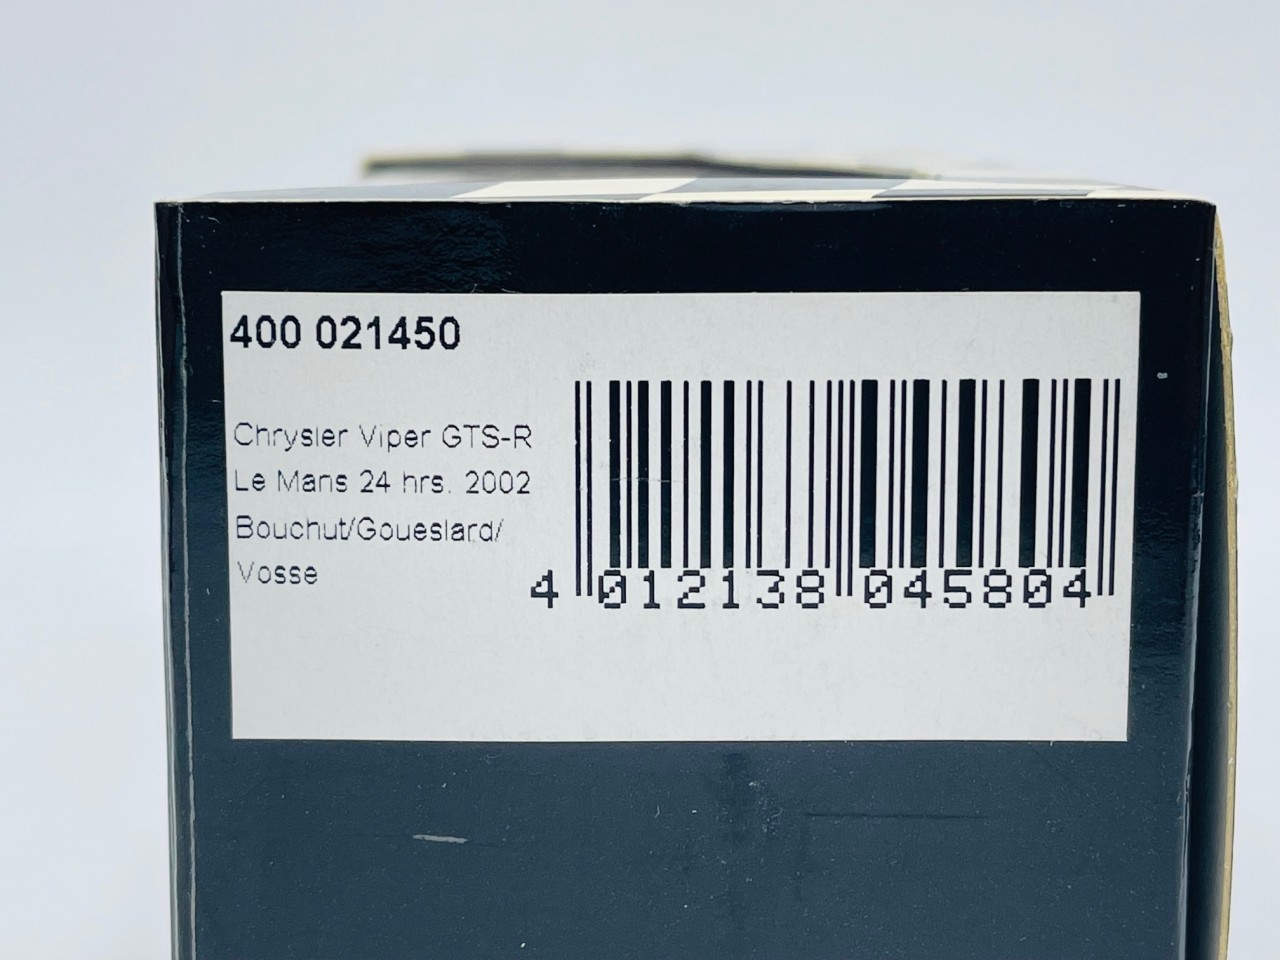 400 021450
Chrysler Viper GTS-R
Le Mans 24 hrs. 2002
Bouchut/Goueslard/
Vosse
4 012138 045804